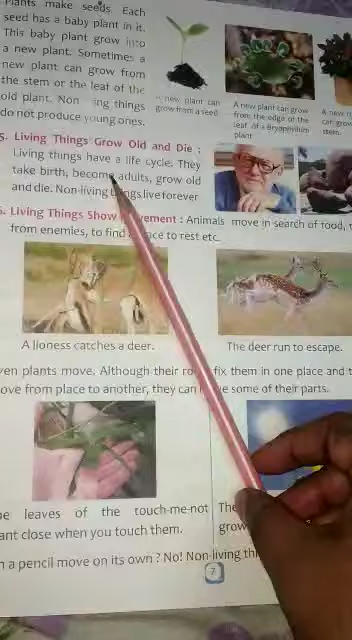 Plants make seeds. Each
seed has a baby plant in it.
This baby plant grow into
a new plant. Sometimes a
new plant can grow from
the stem or the leaf of the
old plant. Non ing things
do not produce young ones.
A new plant can
grow from a seed
A new plant can grow
from the edge of the
leaf of a Bryophyllum
plant
A new
can grow
stem.
5. Living Things Grow Old and Die :
Living things have a life cycle. They
take birth, become adults, grow old
and die. Non-living things live forever
6. Living Things Show vement : Animals move in search of food,
from enemies, to find a ace to rest etc.
A lioness catches a deer.
The deer run to escape.
ven plants move. Although their ro fix them in one place and
ove from place to another, they can e some of their parts.
e leaves of the touch-me-not
ant close when you touch them.
The
grow
n a pencil move on its own? No! Non-living thi
7